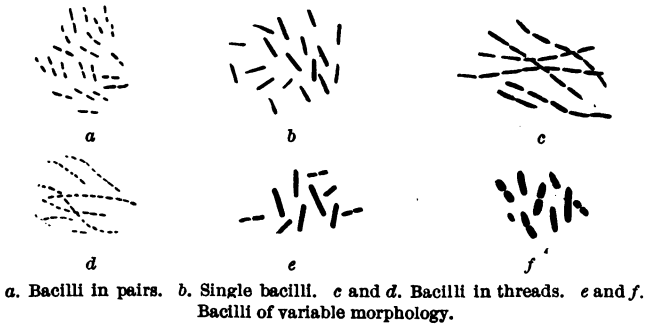 a b c
d e f
a. Bacilli in pairs. b. Single bacilli. c and d. Bacilli in threads. e and f.
Bacilli of variable morphology.